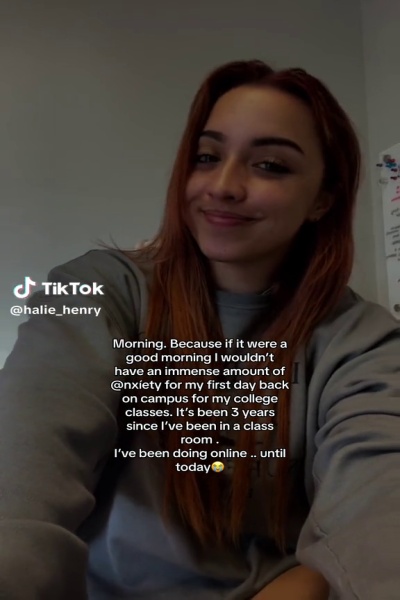 TikTok
@halie_henry
Morning. Because if it were a
good morning I wouldn't
have an immense amount of
@nxíety for my first day back
on campus for my college
classes. It's been 3 years
since I've been in a class
room .
I've been doing online .. until
today😭